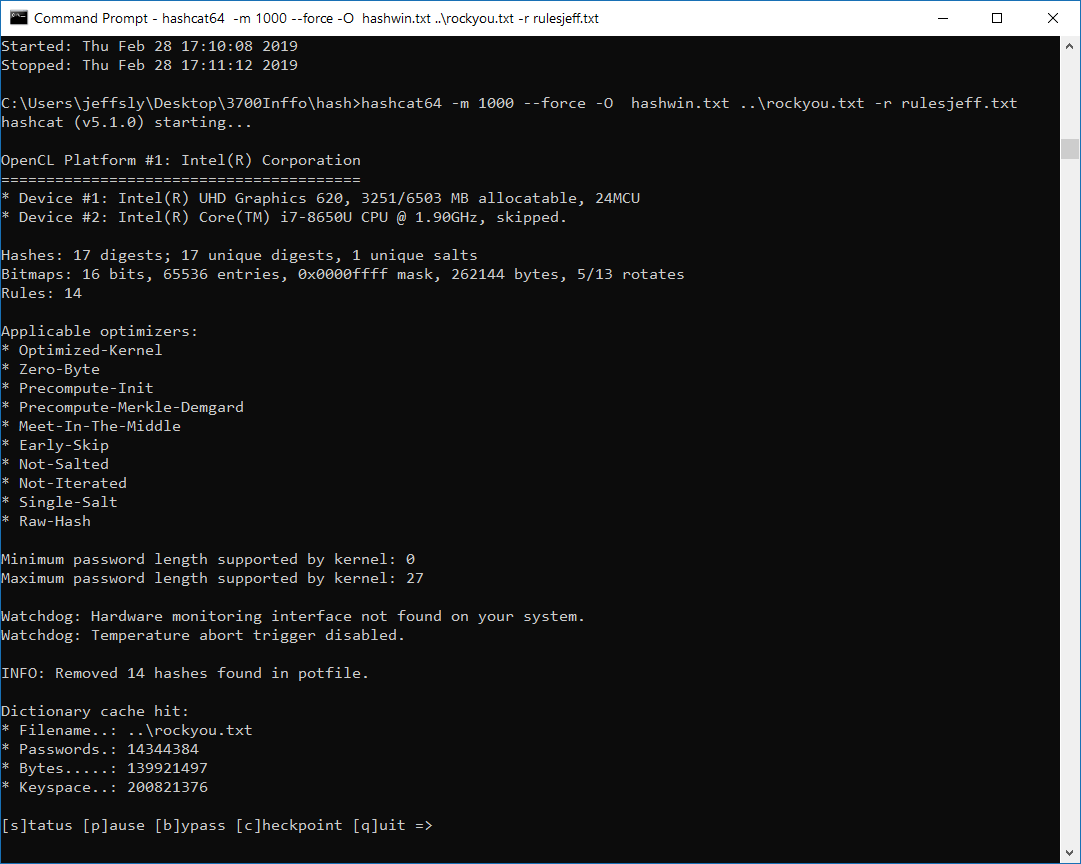 Command Prompt - hashcat64  -m 1000 --force -O  hashwin.txt ..\rockyou.txt -r rulesjeff.txt
Started: Thu Feb 28 17:10:08 2019
Stopped: Thu Feb 28 17:11:12 2019
C:\Users\jeffsly\Desktop\3700Inffo\hash>hashcat64 -m 1000 --force -O  hashwin.txt ..\rockyou.txt -r rulesjeff.txt
hashcat (v5.1.0) starting...
OpenCL Platform #1: Intel(R) Corporation
========================================
* Device #1: Intel(R) UHD Graphics 620, 3251/6503 MB allocatable, 24MCU
* Device #2: Intel(R) Core(TM) i7-8650U CPU @ 1.90GHz, skipped.
Hashes: 17 digests; 17 unique digests, 1 unique salts
Bitmaps: 16 bits, 65536 entries, 0x0000ffff mask, 262144 bytes, 5/13 rotates
Rules: 14
Applicable optimizers:
* Optimized-Kernel
* Zero-Byte
* Precompute-Init
* Precompute-Merkle-Demgard
* Meet-In-The-Middle
* Early-Skip
* Not-Salted
* Not-Iterated
* Single-Salt
* Raw-Hash
Minimum password length supported by kernel: 0
Maximum password length supported by kernel: 27
Watchdog: Hardware monitoring interface not found on your system.
Watchdog: Temperature abort trigger disabled.
INFO: Removed 14 hashes found in potfile.
Dictionary cache hit:
* Filename..: ..\rockyou.txt
* Passwords.: 14344384
* Bytes.....: 139921497
* Keyspace..: 200821376
[s]tatus [p]ause [b]ypass [c]heckpoint [q]uit =>